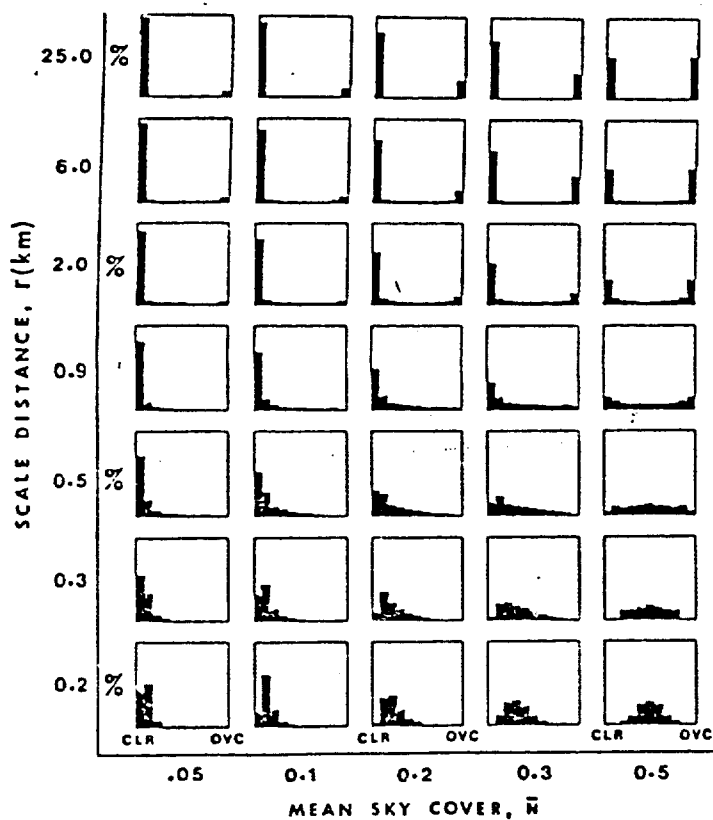 25.0 %
6.0
2.0 %
0.9
0.5 %
0.3
0.2 %
SCALE DISTANCE, r(km)
CLR OVC CLR OVC CLR OVC
.05 0.1 0.2 0.3 0.5
MEAN SKY COVER, N̄